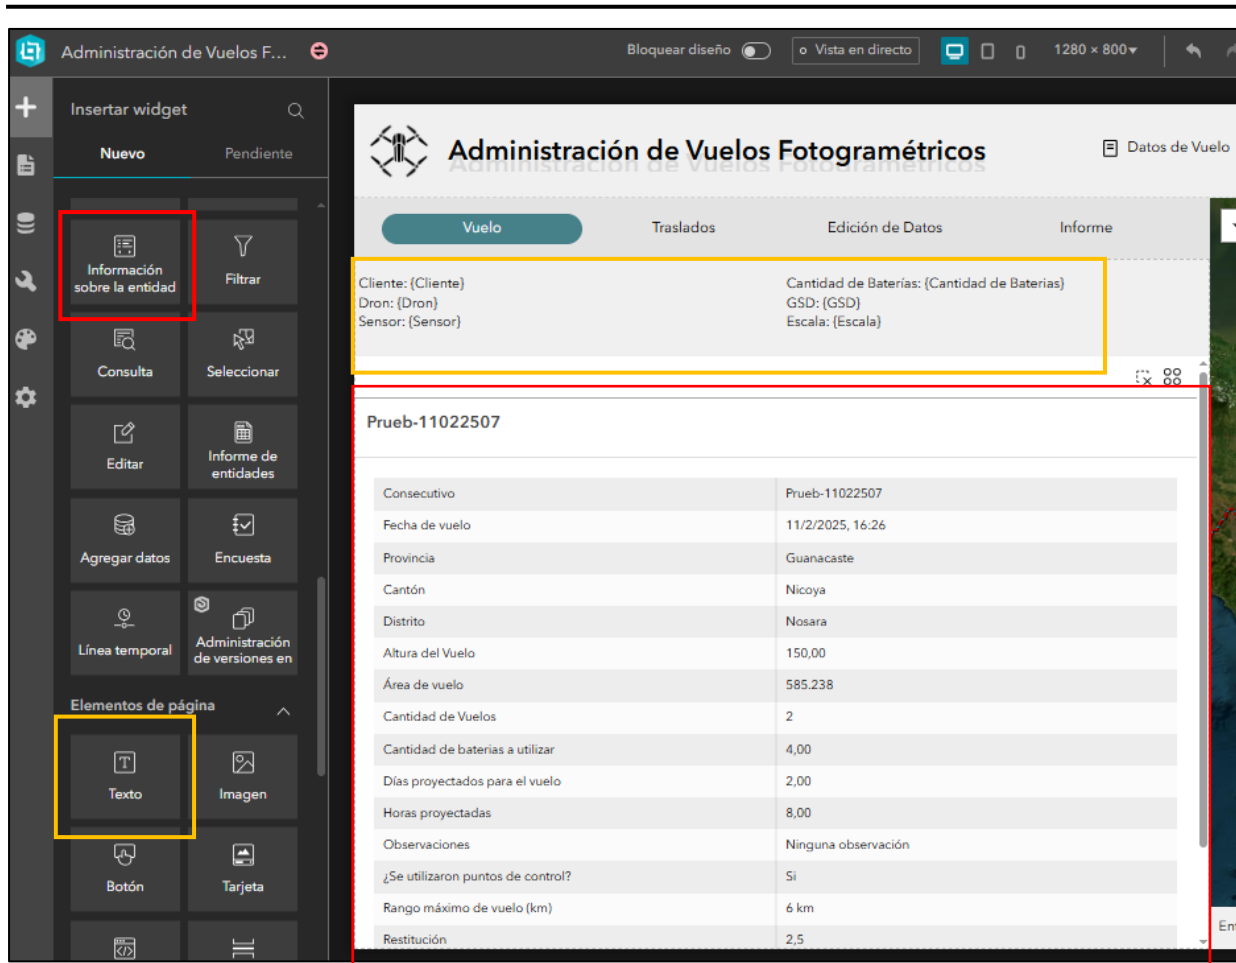 Administración de Vuelos F...
Bloquear diseño
Vista en directo
1280 × 800
Insertar widget
Nuevo
Pendiente
Información
sobre la entidad
Filtrar
Consulta
Seleccionar
Editar
Informe de
entidades
Agregar datos
Encuesta
Línea temporal
Administración
de versiones en
Elementos de página
Texto
Imagen
Botón
Tarjeta
Administración de Vuelos Fotogramétricos
Datos de Vuelo
Vuelo
Traslados
Edición de Datos
Informe
Cliente: {Cliente}
Dron: {Dron}
Sensor: {Sensor}
Cantidad de Baterías: {Cantidad de Baterias}
GSD: {GSD}
Escala: {Escala}
Prueb-11022507
Consecutivo Prueb-11022507
Fecha de vuelo 11/2/2025, 16:26
Provincia Guanacaste
Cantón Nicoya
Distrito Nosara
Altura del Vuelo 150,00
Área de vuelo 585.238
Cantidad de Vuelos 2
Cantidad de baterias a utilizar 4,00
Días proyectados para el vuelo 2,00
Horas proyectadas 8,00
Observaciones Ninguna observación
¿Se utilizaron puntos de control? Si
Rango máximo de vuelo (km) 6 km
Restitución 2,5